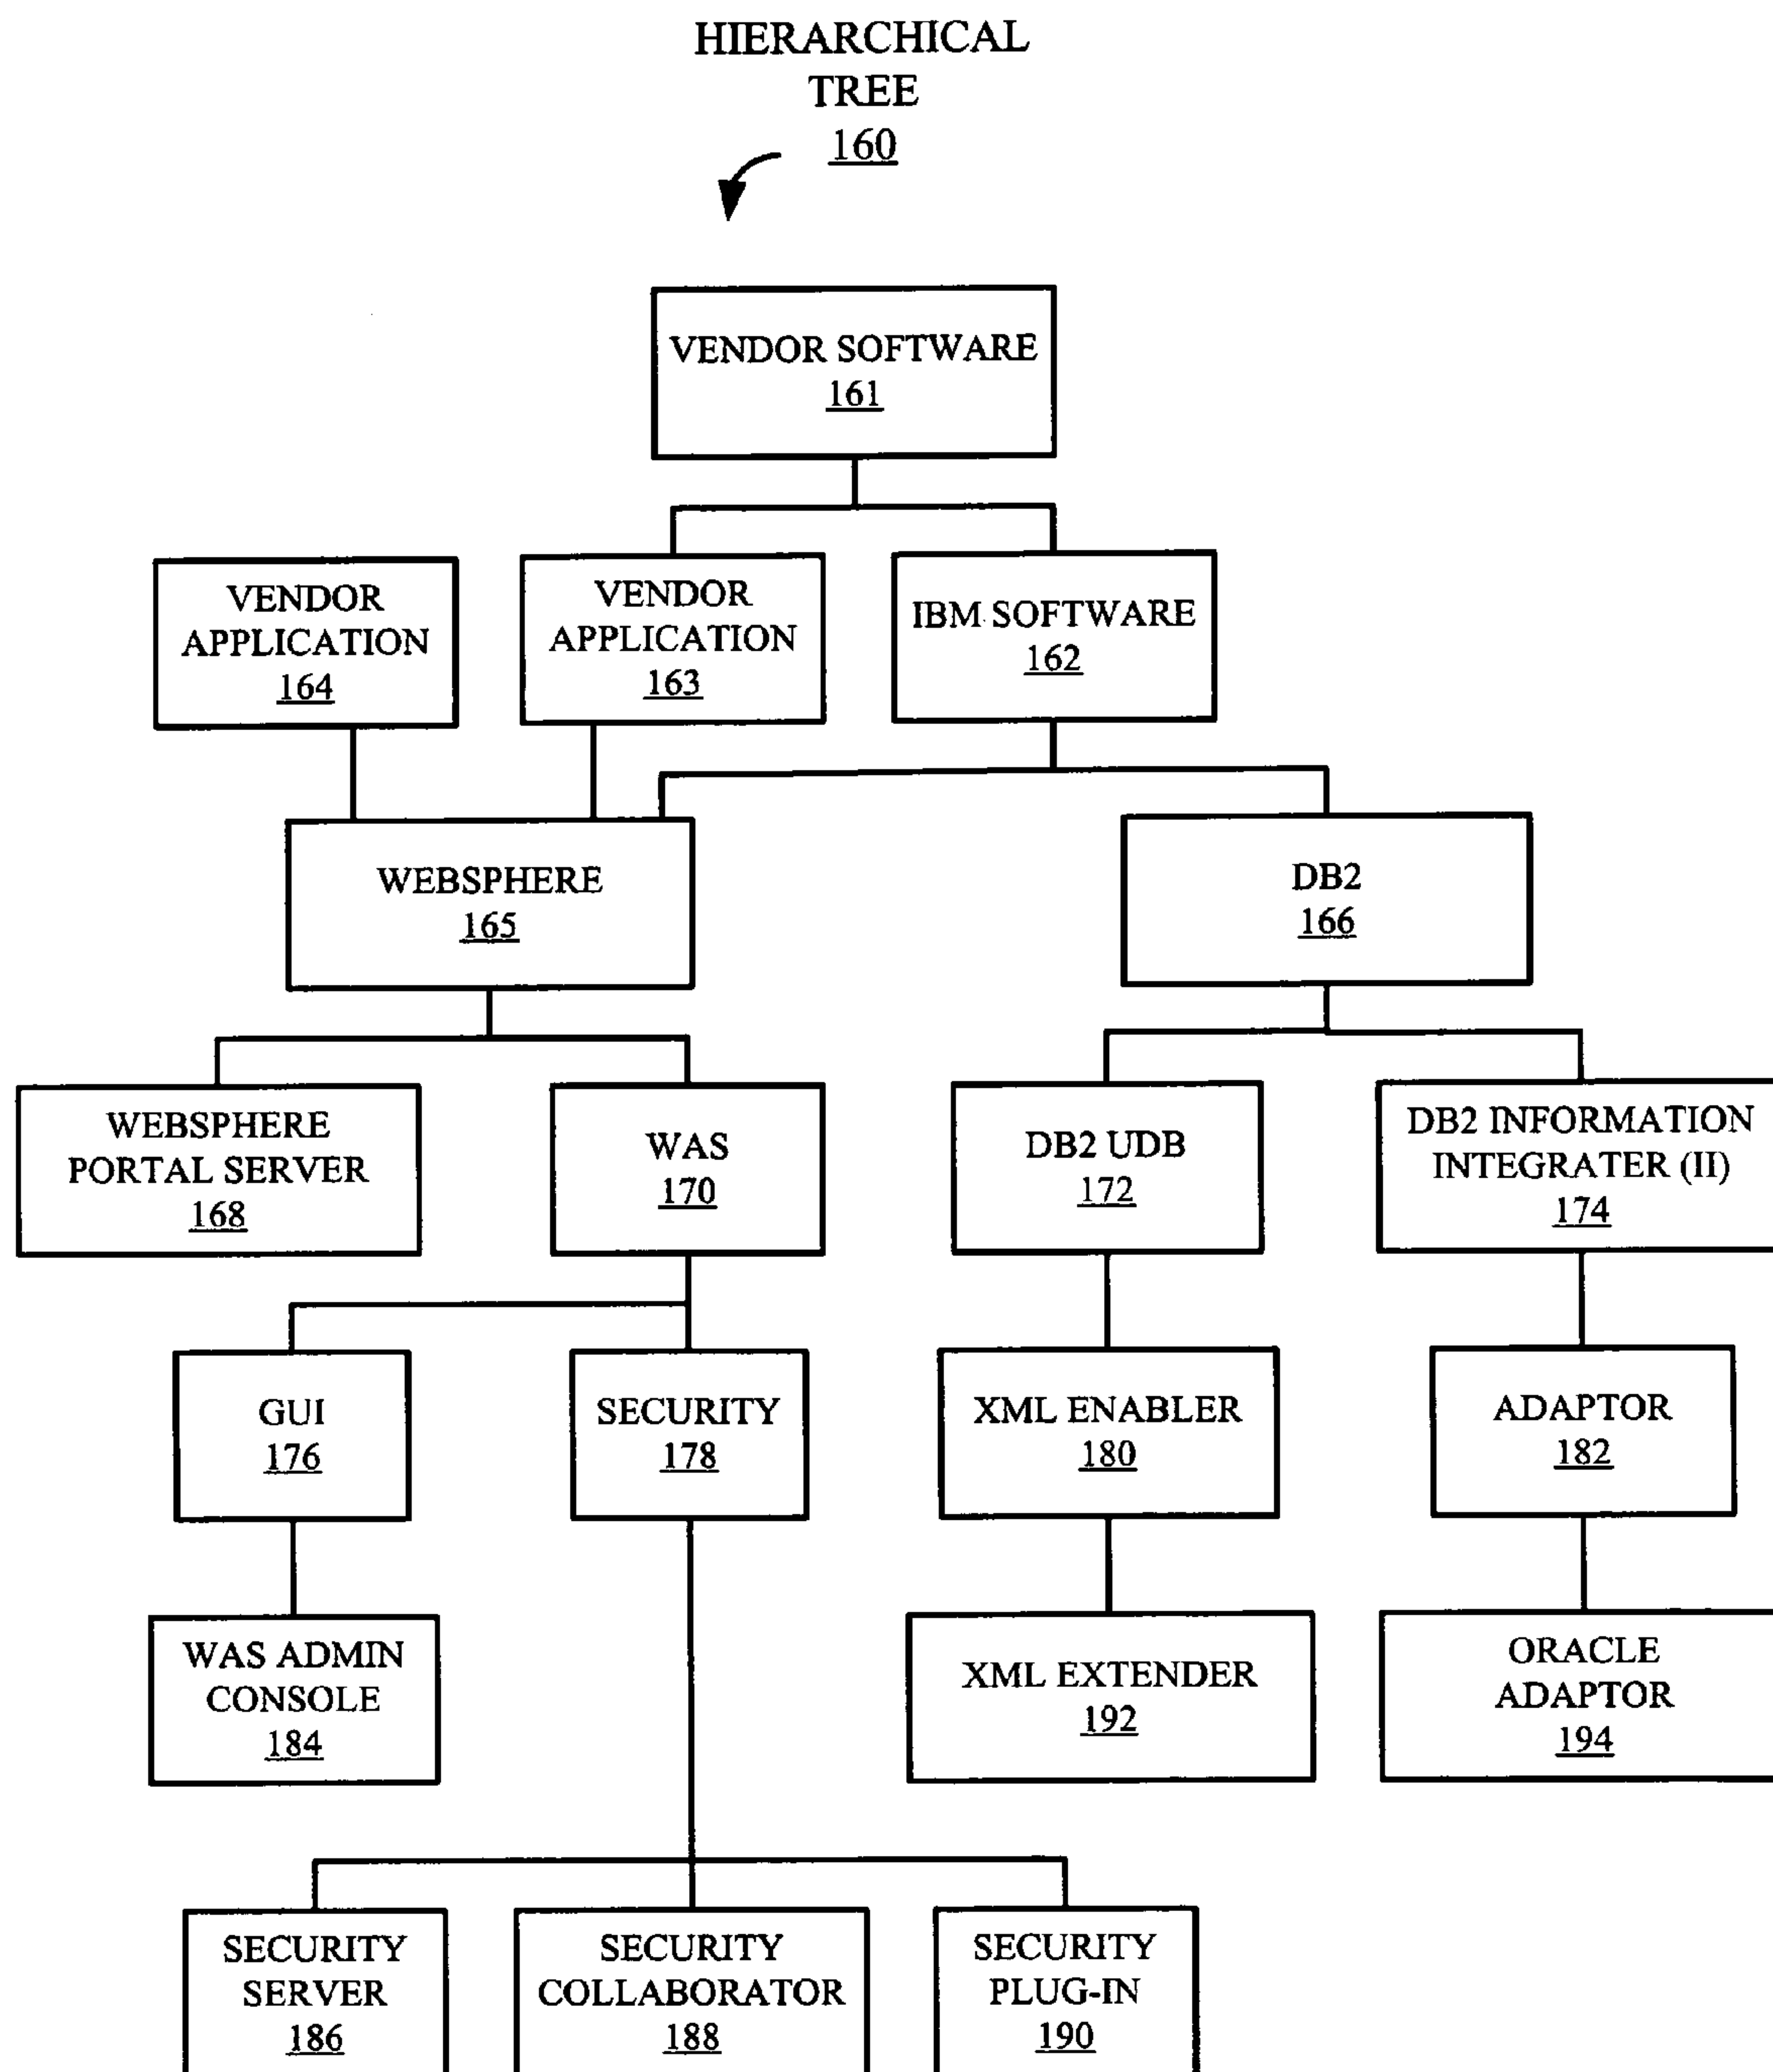 HIERARCHICAL
TREE
160
VENDOR SOFTWARE
161
VENDOR
APPLICATION
164
VENDOR
APPLICATION
163
IBM SOFTWARE
162
WEBSPHERE
165
DB2
166
WEBSPHERE
PORTAL SERVER
168
WAS
170
DB2 UDB
172
DB2 INFORMATION
INTEGRATER (II)
174
GUI
176
SECURITY
178
XML ENABLER
180
ADAPTOR
182
WAS ADMIN
CONSOLE
184
XML EXTENDER
192
ORACLE
ADAPTOR
194
SECURITY
SERVER
186
SECURITY
COLLABORATOR
188
SECURITY
PLUG-IN
190